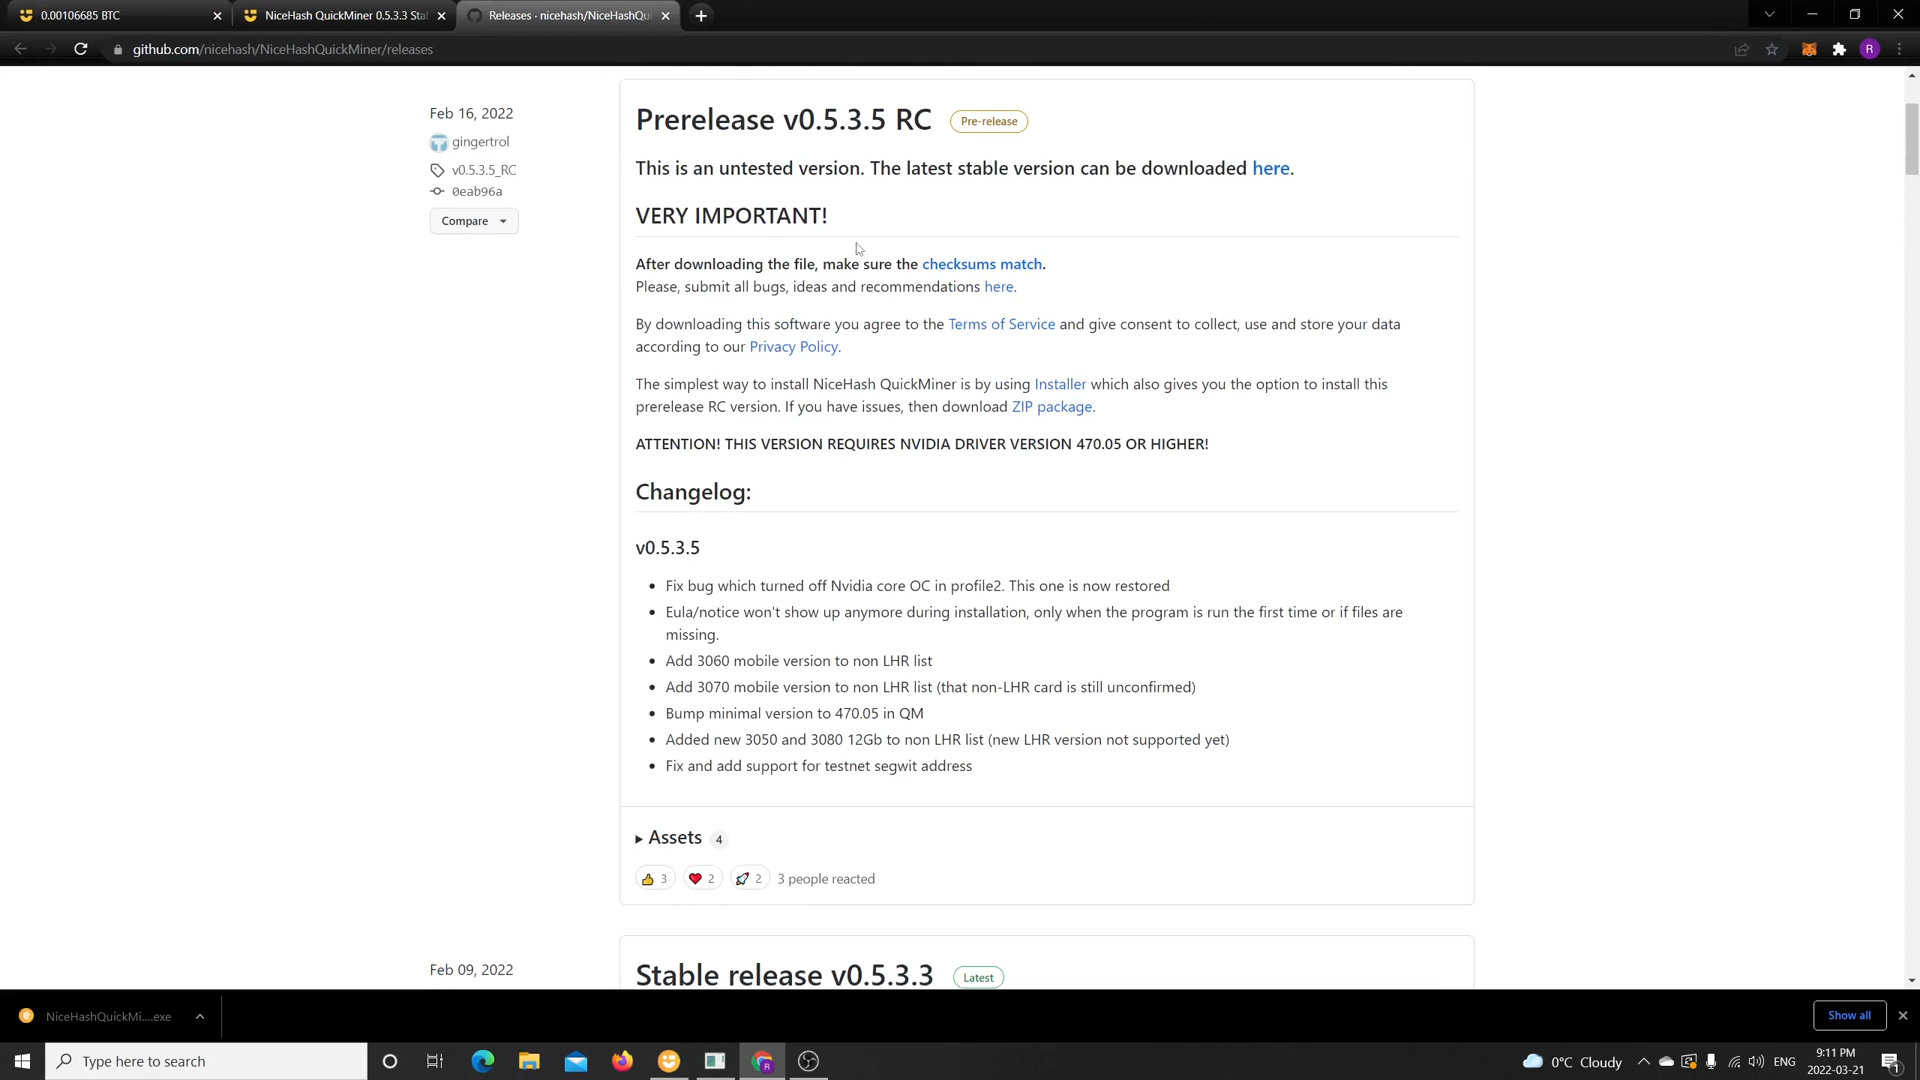 0.00106685 BTC
NiceHash QuickMiner 0.5.3.3 Sta
Releases · nicehash/NiceHashQui
github.com/nicehash/NiceHashQuickMiner/releases
R
Feb 16, 2022
gingertrol
v0.5.3.5_RC
0eab96a
Compare
Prerelease v0.5.3.5 RC Pre-release
This is an untested version. The latest stable version can be downloaded here.
VERY IMPORTANT!
After downloading the file, make sure the checksums match.
Please, submit all bugs, ideas and recommendations here.
By downloading this software you agree to the Terms of Service and give consent to collect, use and store your data
according to our Privacy Policy.
The simplest way to install NiceHash QuickMiner is by using Installer which also gives you the option to install this
prerelease RC version. If you have issues, then download ZIP package.
ATTENTION! THIS VERSION REQUIRES NVIDIA DRIVER VERSION 470.05 OR HIGHER!
Changelog:
v0.5.3.5
• Fix bug which turned off Nvidia core OC in profile2. This one is now restored
• Eula/notice won't show up anymore during installation, only when the program is run the first time or if files are
missing.
• Add 3060 mobile version to non LHR list
• Add 3070 mobile version to non LHR list (that non-LHR card is still unconfirmed)
• Bump minimal version to 470.05 in QM
• Added new 3050 and 3080 12Gb to non LHR list (new LHR version not supported yet)
• Fix and add support for testnet segwit address
Assets 4
👍 3 ❤️ 2 🚀 2 3 people reacted
Feb 09, 2022
Stable release v0.5.3.3 Latest
NiceHashQuickMi....exe
Show all
Type here to search
0°C Cloudy
ENG
9:11 PM
2022-03-21
1